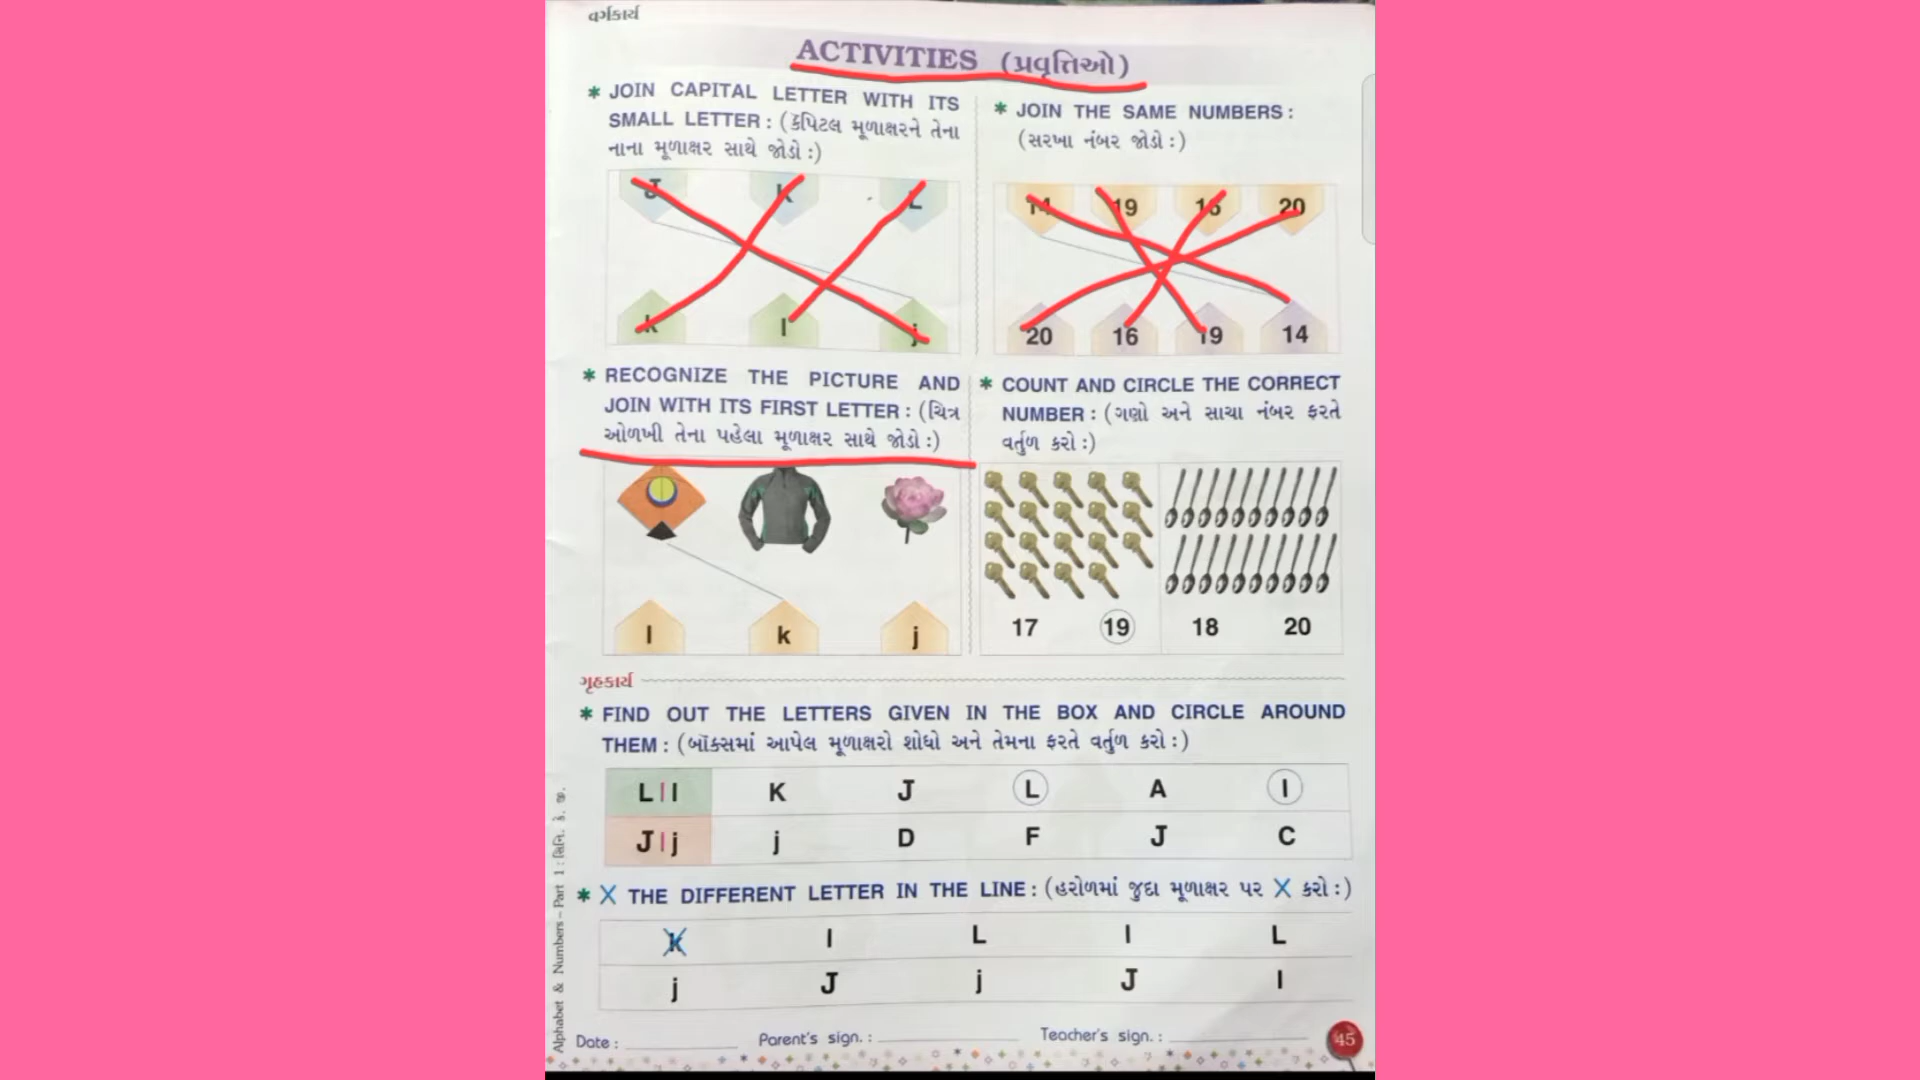 વર્ગકાર્ય
ACTIVITIES (પ્રવૃત્તિઓ)
* JOIN CAPITAL LETTER WITH ITS
SMALL LETTER : (કૅપિટલ મૂળાક્ષરને તેના
નાના મૂળાક્ષર સાથે જોડો :)
J K L
k l j
* JOIN THE SAME NUMBERS :
(સરખા નંબર જોડો :)
14 19 16 20
20 16 19 14
* RECOGNIZE THE PICTURE AND
JOIN WITH ITS FIRST LETTER : (ચિત્ર
ઓળખી તેના પહેલા મૂળાક્ષર સાથે જોડો :)
l k j
* COUNT AND CIRCLE THE CORRECT
NUMBER : (ગણો અને સાચા નંબર ફરતે
વર્તુળ કરો :)
17 19 18 20
ગૃહકાર્ય
* FIND OUT THE LETTERS GIVEN IN THE BOX AND CIRCLE AROUND
THEM : (બૉક્સમાં આપેલ મૂળાક્ષરો શોધો અને તેમના ફરતે વર્તુળ કરો :)
L | l K J L A l
J | j j D F J C
* X THE DIFFERENT LETTER IN THE LINE : (હરોળમાં જુદા મૂળાક્ષર પર X કરો :)
k l L l L
j J j J l
Date : Parent's sign. : Teacher's sign. : 45
Alphabet & Numbers – Part 1 : સિનિ. કે. જી.